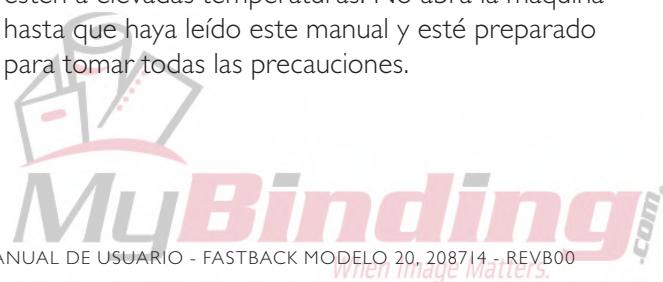 estén a elevadas temperaturas. No abra la máquina
hasta que haya leído este manual y esté preparado
para tomar todas las precauciones.
MyBinding
.com
ANUAL DE USUARIO - FASTBACK MODELO 20, 208714 - REVB00
When Image Matters.